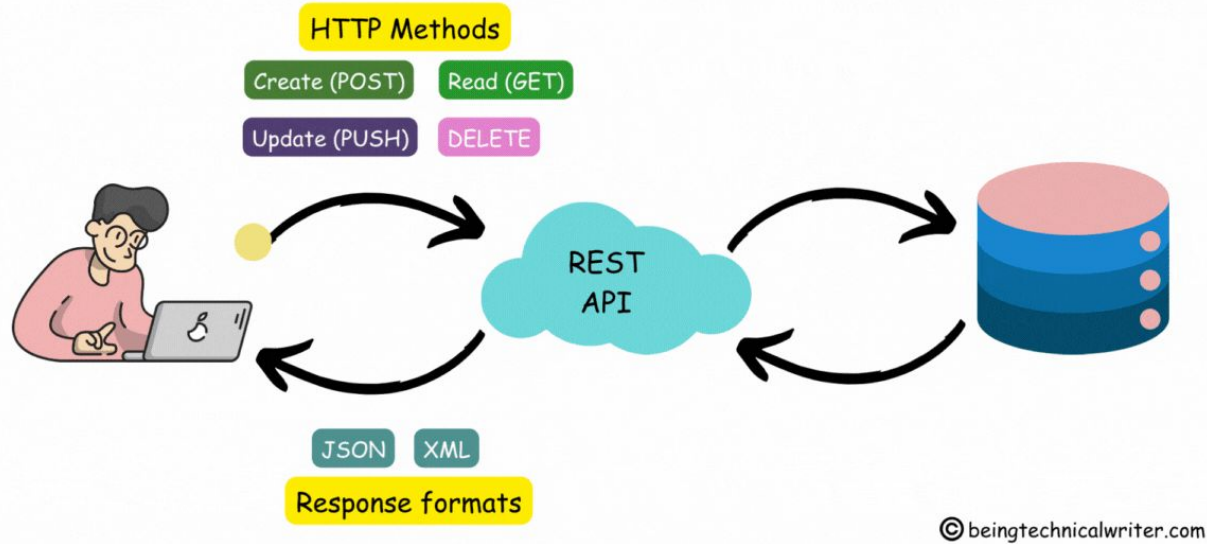 HTTP Methods
Create (POST) Read (GET)
Update (PUSH) DELETE
REST
API
JSON XML
Response formats
© beingtechnicalwriter.com